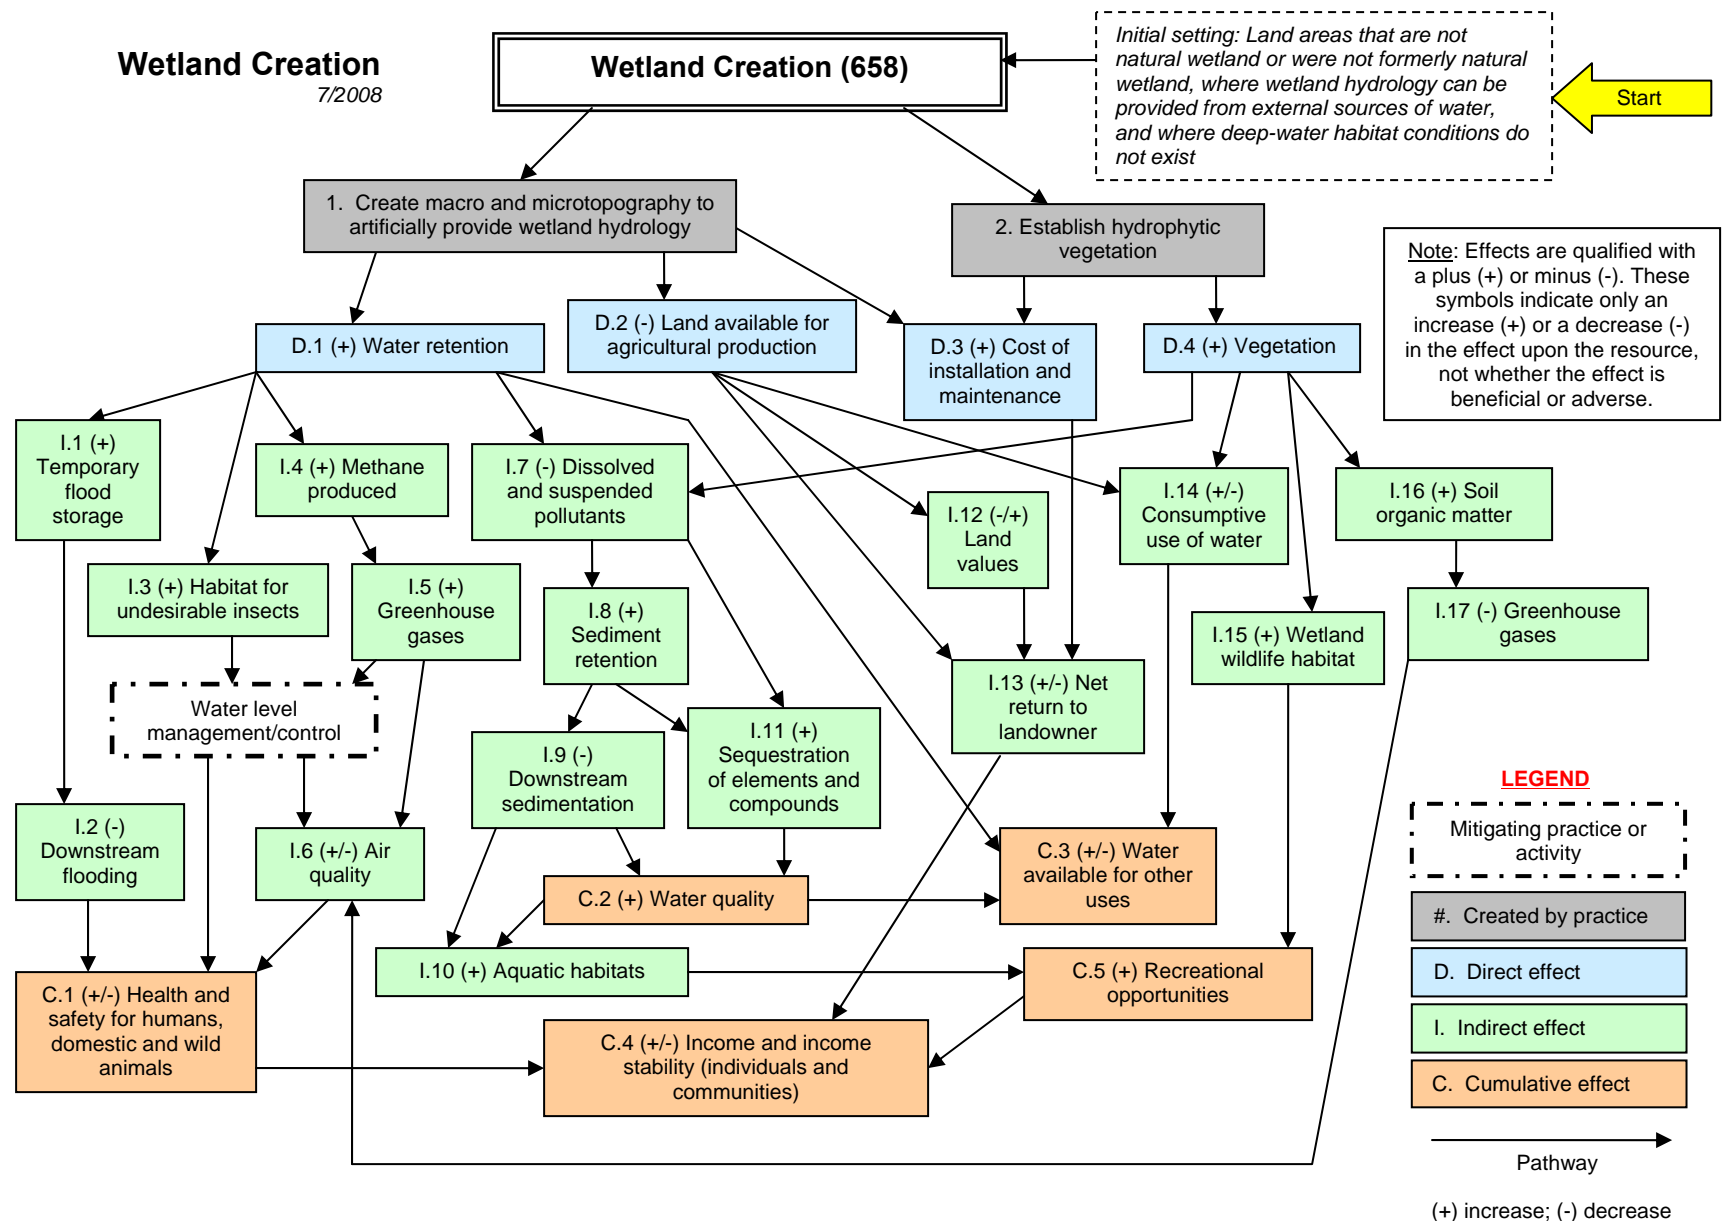 Wetland Creation
7/2008
Wetland Creation (658)
Initial setting: Land areas that are not
natural wetland or were not formerly natural
wetland, where wetland hydrology can be
provided from external sources of water,
and where deep-water habitat conditions do
not exist
Start
1.  Create macro and microtopography to
artificially provide wetland hydrology
2. Establish hydrophytic
vegetation
Note: Effects are qualified with
a plus (+) or minus (-). These
symbols indicate only an
increase (+) or a decrease (-)
in the effect upon the resource,
not whether the effect is
beneficial or adverse.
D.1 (+) Water retention
D.2 (-) Land available for
agricultural production
D.3 (+) Cost of
installation and
maintenance
D.4 (+) Vegetation
I.1 (+)
Temporary
flood
storage
I.4 (+) Methane
produced
I.7 (-) Dissolved
and suspended
pollutants
I.12 (-/+)
Land
values
I.14 (+/-)
Consumptive
use of water
I.16 (+) Soil
organic matter
I.3 (+) Habitat for
undesirable insects
I.5 (+)
Greenhouse
gases
I.8 (+)
Sediment
retention
I.15 (+) Wetland
wildlife habitat
I.17 (-) Greenhouse
gases
Water level
management/control
I.9 (-)
Downstream
sedimentation
I.11 (+)
Sequestration
of elements and
compounds
I.13 (+/-) Net
return to
landowner
I.2 (-)
Downstream
flooding
I.6 (+/-) Air
quality
C.2 (+) Water quality
C.3 (+/-) Water
available for other
uses
I.10 (+) Aquatic habitats
C.5 (+) Recreational
opportunities
C.1 (+/-) Health and
safety for humans,
domestic and wild
animals
C.4 (+/-) Income and income
stability (individuals and
communities)
LEGEND
Mitigating practice or
activity
#.  Created by practice
D.  Direct effect
I.  Indirect effect
C.  Cumulative effect
Pathway
(+) increase; (-) decrease